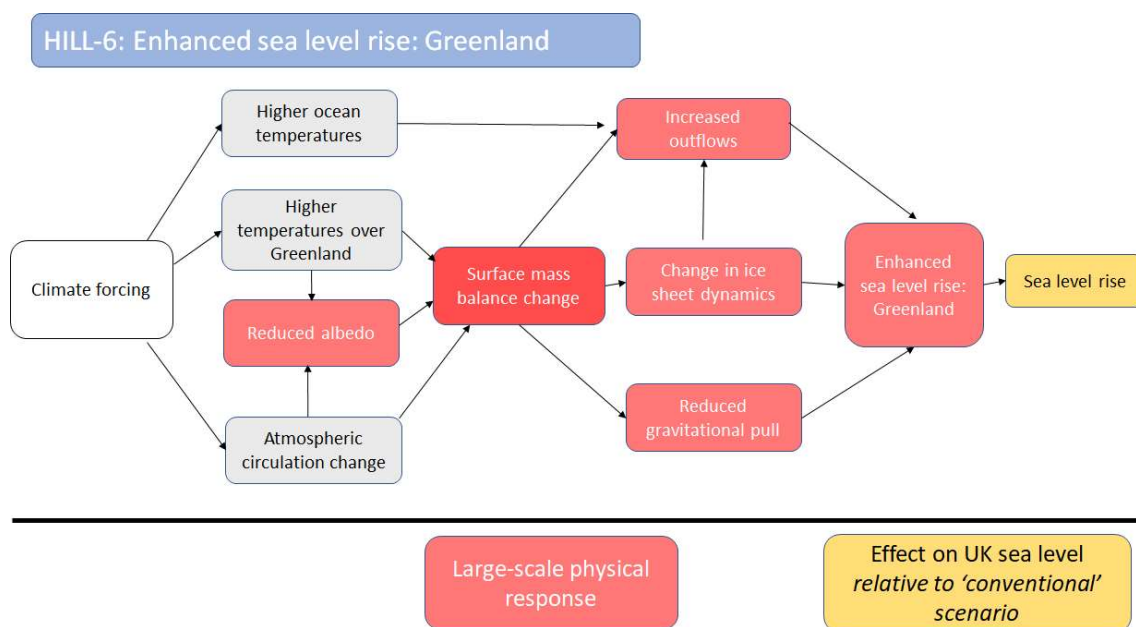 HILL-6: Enhanced sea level rise: Greenland
Higher ocean
temperatures
Increased
outflows
Higher
temperatures over
Greenland
Climate forcing
Surface mass
balance change
Change in ice
sheet dynamics
Enhanced
sea level rise:
Greenland
Sea level rise
Reduced albedo
Reduced
gravitational pull
Atmospheric
circulation change
Large-scale physical
response
Effect on UK sea level
relative to ‘conventional’
scenario